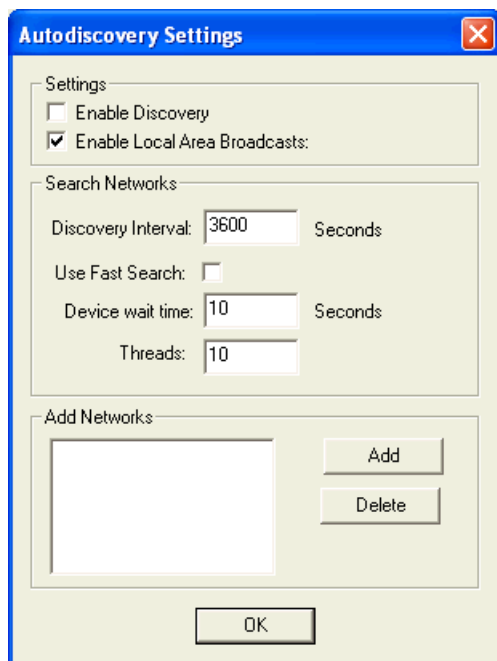 Autodiscovery Settings
Settings
Enable Discovery
Enable Local Area Broadcasts:
Search Networks
Discovery Interval: 3600 Seconds
Use Fast Search:
Device wait time: 10 Seconds
Threads: 10
Add Networks
Add
Delete
OK